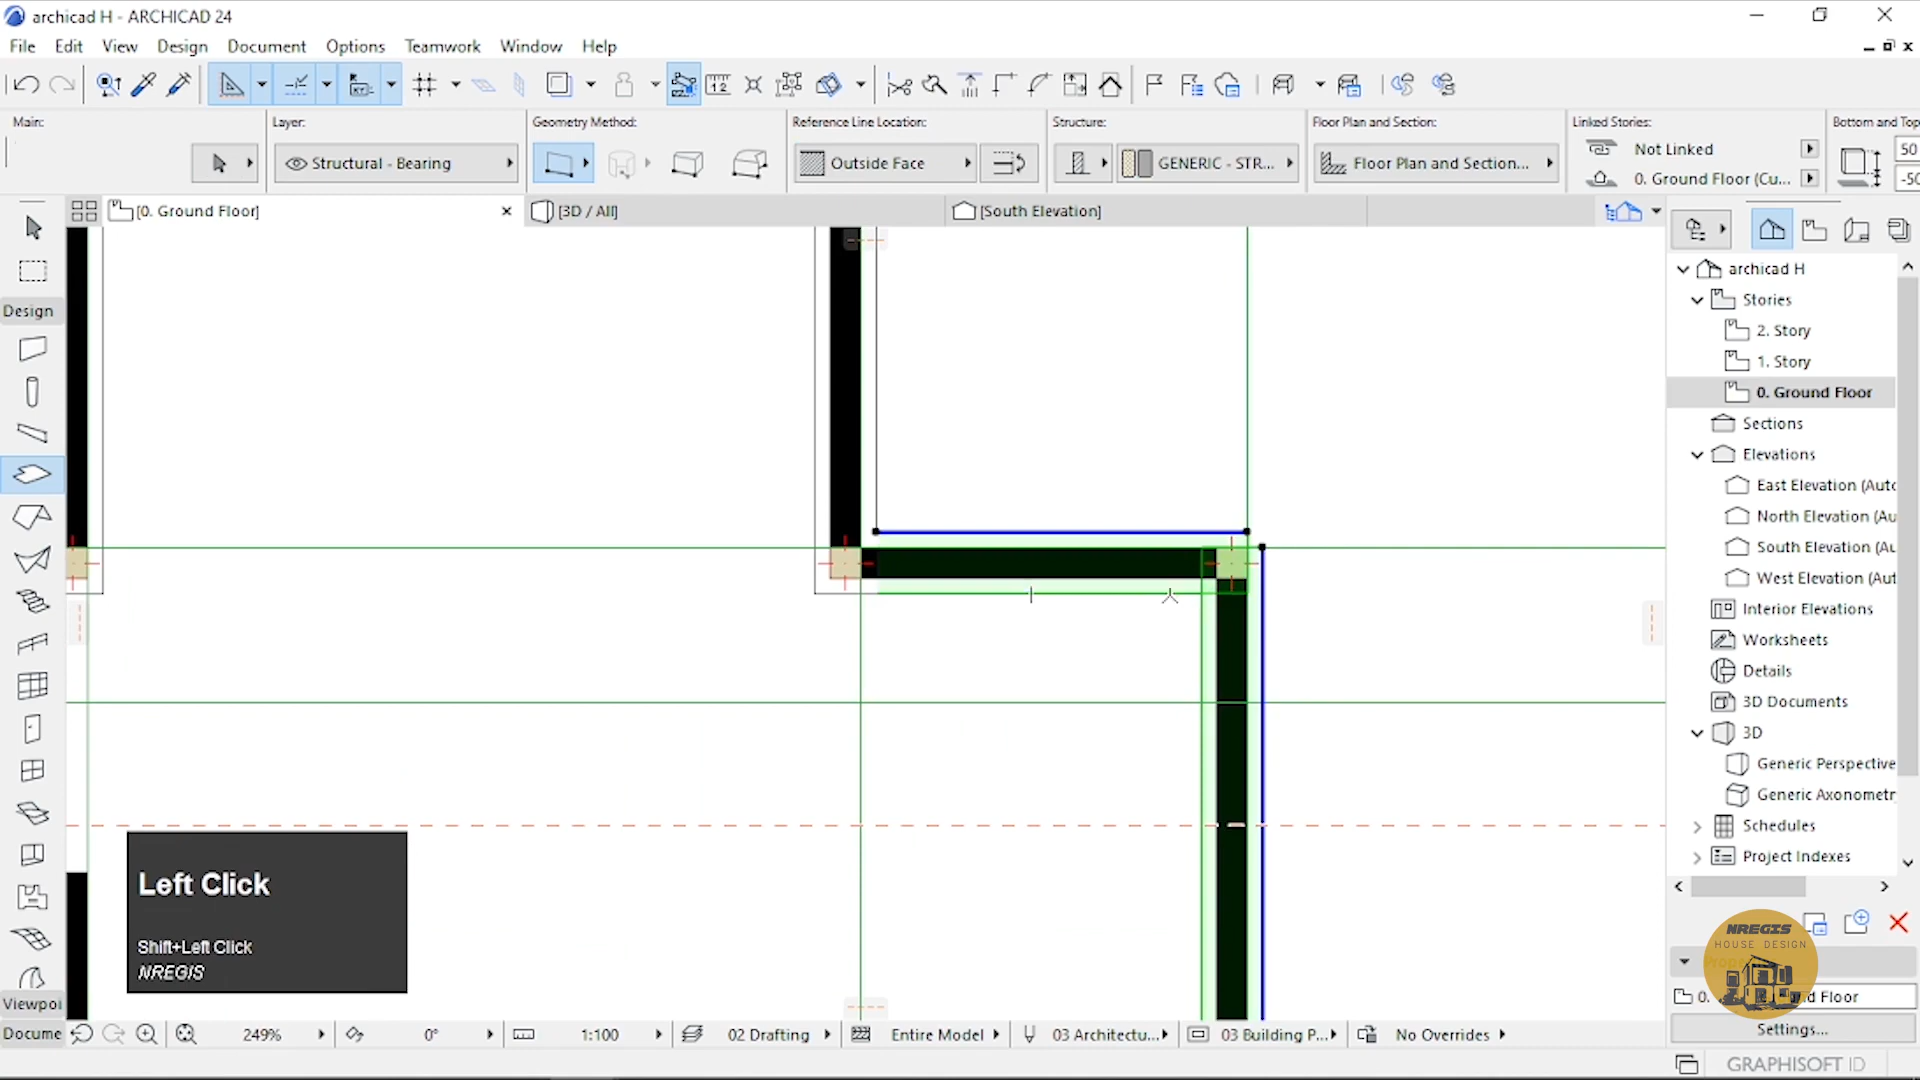 archicad H - ARCHICAD 24
File Edit View Design Document Options Teamwork Window Help
Main: Layer: Geometry Method: Reference Line Location: Structure: Floor Plan and Section: Linked Stories: Bottom and Top
Structural - Bearing Outside Face GENERIC - STR... Floor Plan and Section... Not Linked 50
0. Ground Floor (Cu... -50
[0. Ground Floor] [3D / All] [South Elevation]
Design
archicad H
Stories
2. Story
1. Story
0. Ground Floor
Sections
Elevations
East Elevation (Auto
North Elevation (Au
South Elevation (Au
West Elevation (Aut
Interior Elevations
Worksheets
Details
3D Documents
3D
Generic Perspective
Generic Axonometr
Schedules
Project Indexes
Left Click
Shift+Left Click
NREGIS
NREGIS
HOUSE DESIGN
Viewpoi
0. nd Floor
Docume 249% 0° 1:100 02 Drafting Entire Model 03 Architectu... 03 Building P... No Overrides
Settings...
GRAPHISOFT ID